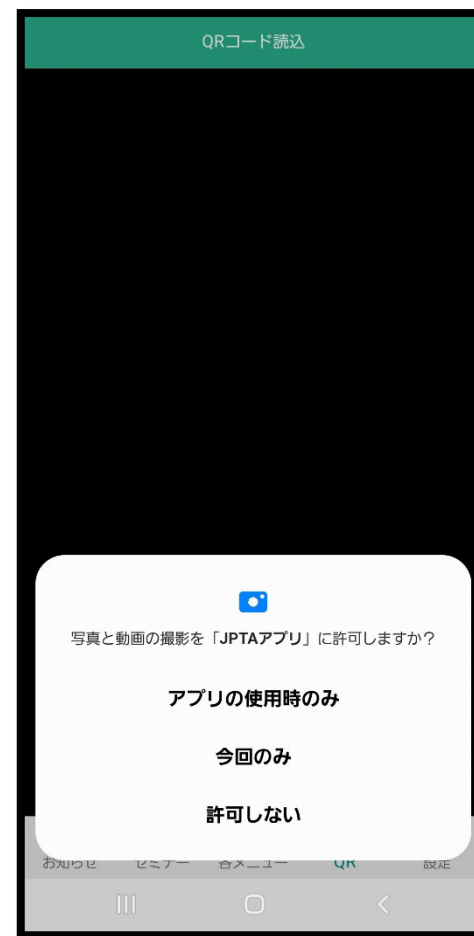 QRコード読込
写真と動画の撮影を「JPTAアプリ」に許可しますか？
アプリの使用時のみ
今回のみ
許可しない
お知らせ セミナー 各メニュー QR 設定